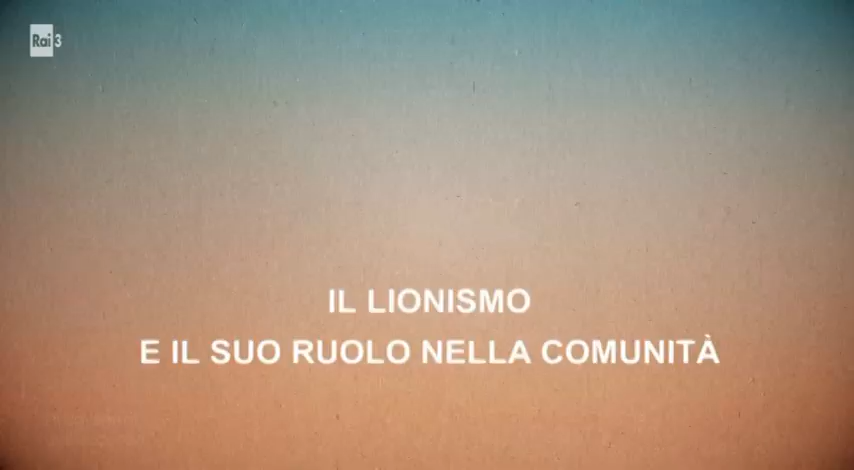 Rai 3
IL LIONISMO
E IL SUO RUOLO NELLA COMUNITÀ